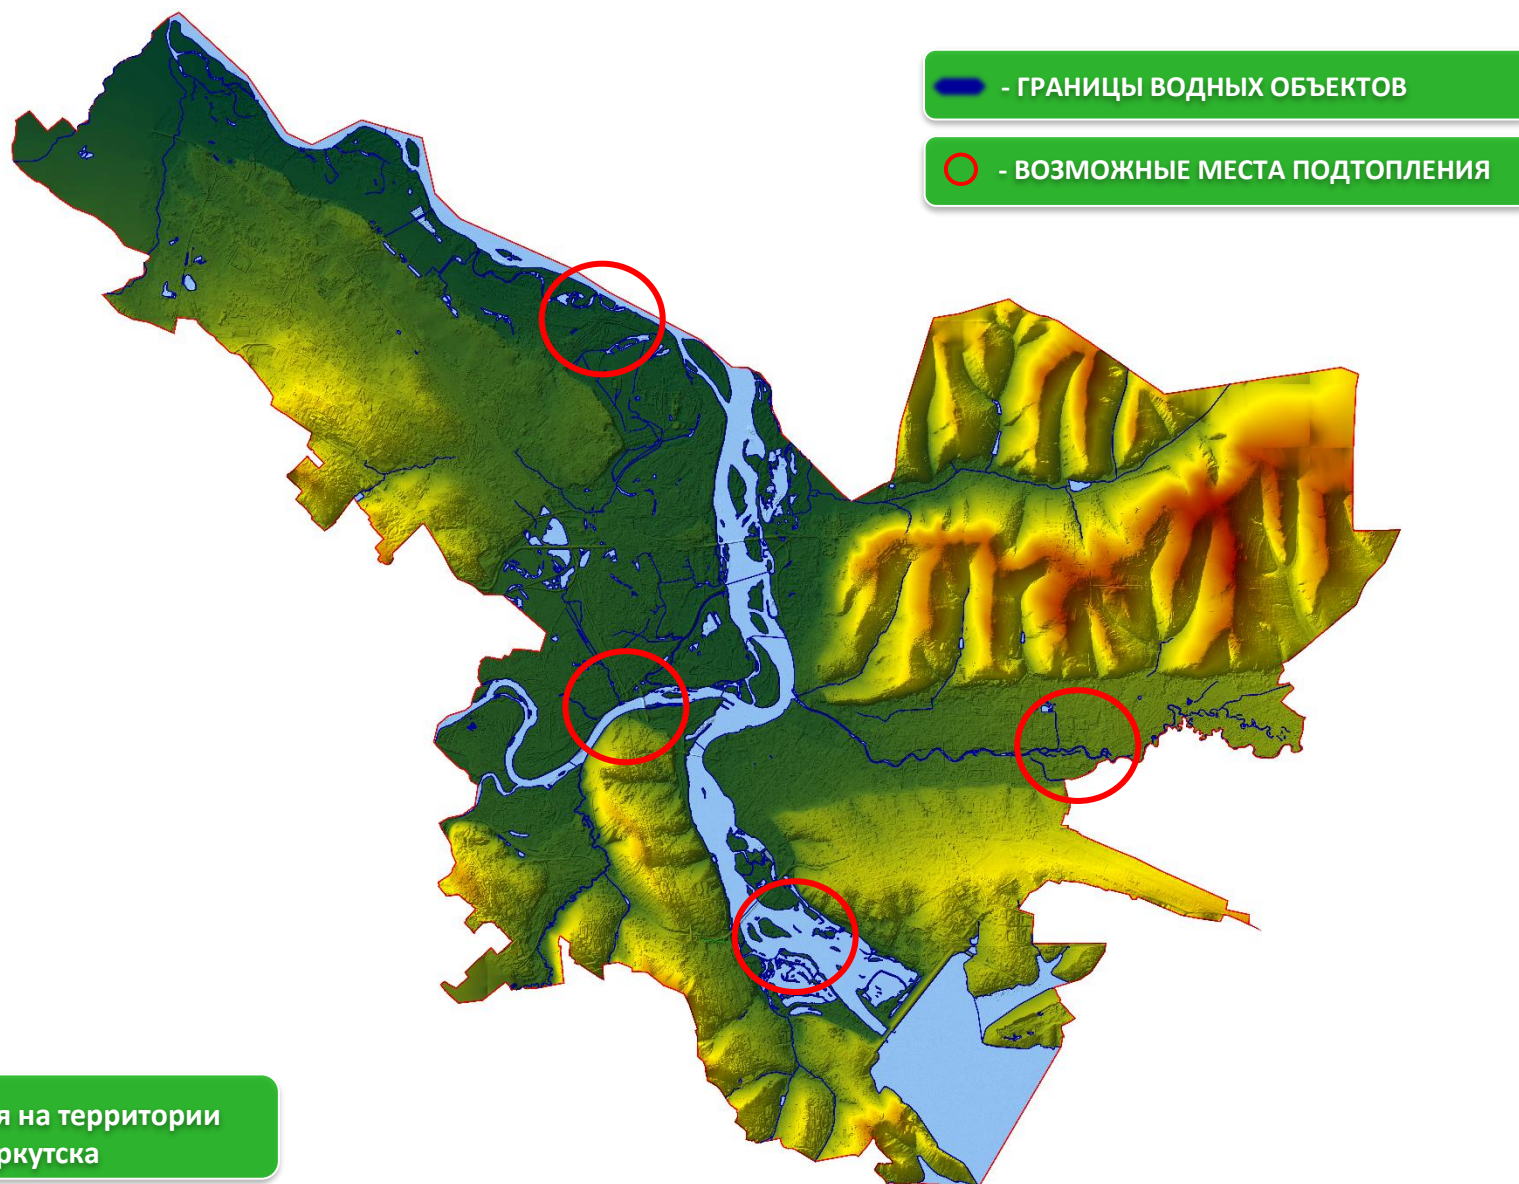 - ГРАНИЦЫ ВОДНЫХ ОБЪЕКТОВ
- ВОЗМОЖНЫЕ МЕСТА ПОДТОПЛЕНИЯ
я на территории
ркутска